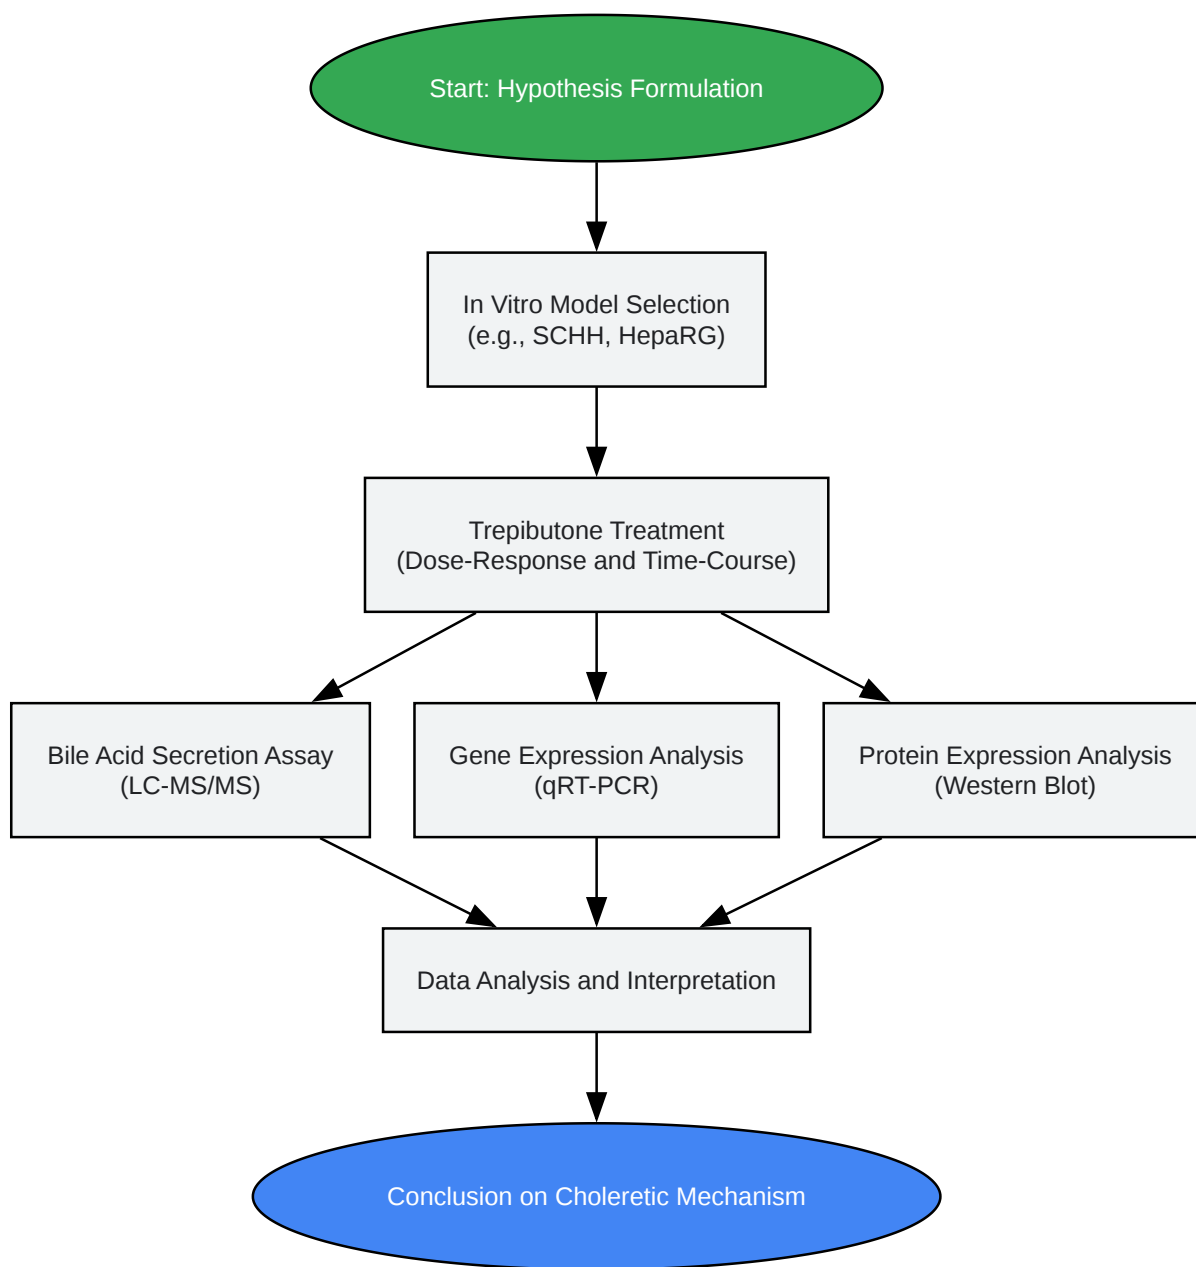 Start: Hypothesis Formulation
In Vitro Model Selection
(e.g., SCHH, HepaRG)
Trepibutone Treatment
(Dose-Response and Time-Course)
Bile Acid Secretion Assay
(LC-MS/MS)
Gene Expression Analysis
(qRT-PCR)
Protein Expression Analysis
(Western Blot)
Data Analysis and Interpretation
Conclusion on Choleretic Mechanism